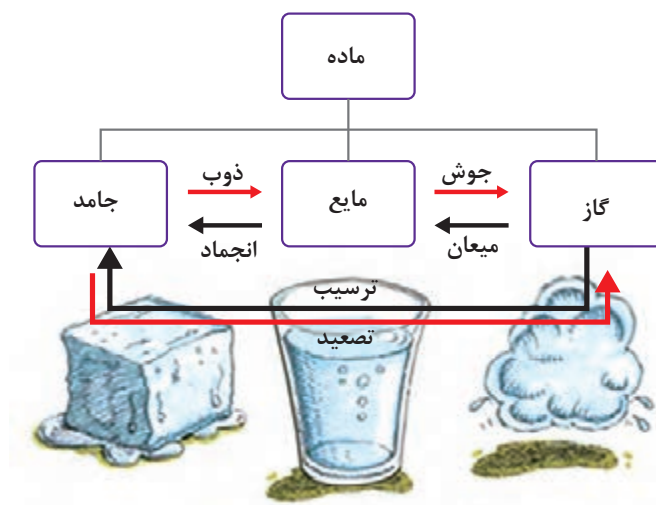 ماده
جامد
ذوب
مایع
جوش
گاز
انجماد
میعان
ترسیب
تصعید